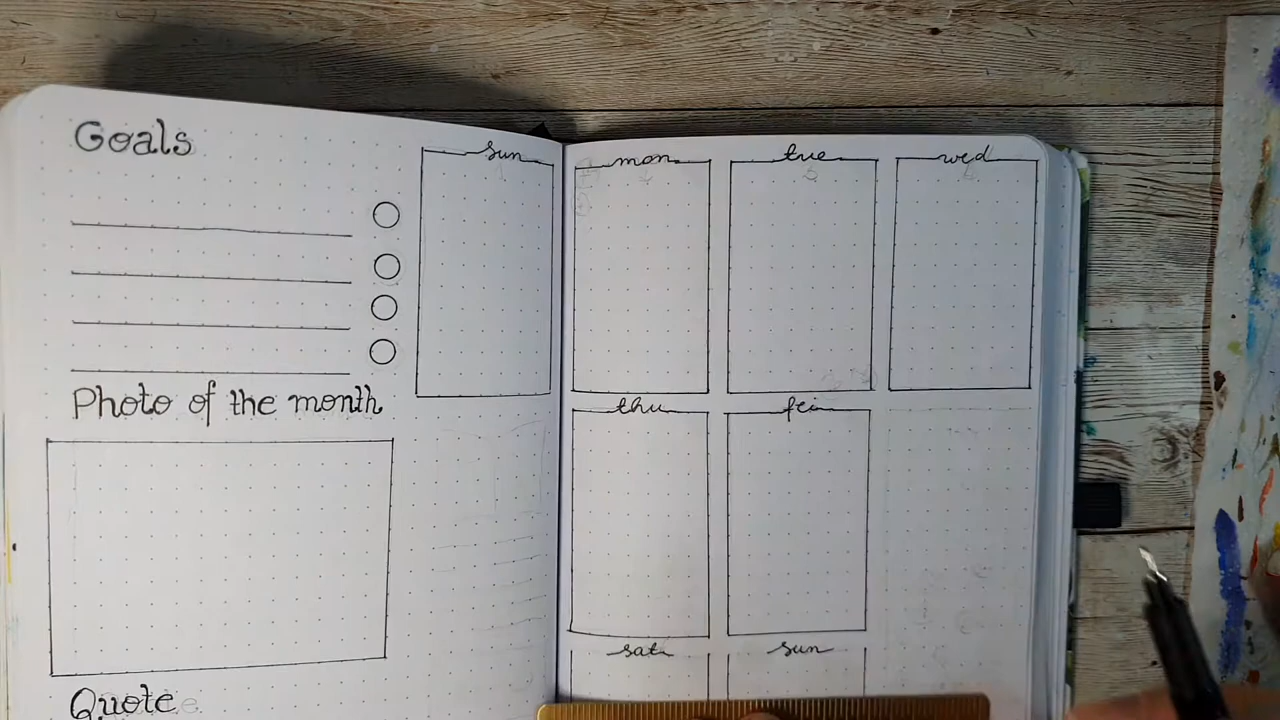 Goals
sun
Photo of the month
Quote
mon tue wed
thu fri
sat sun